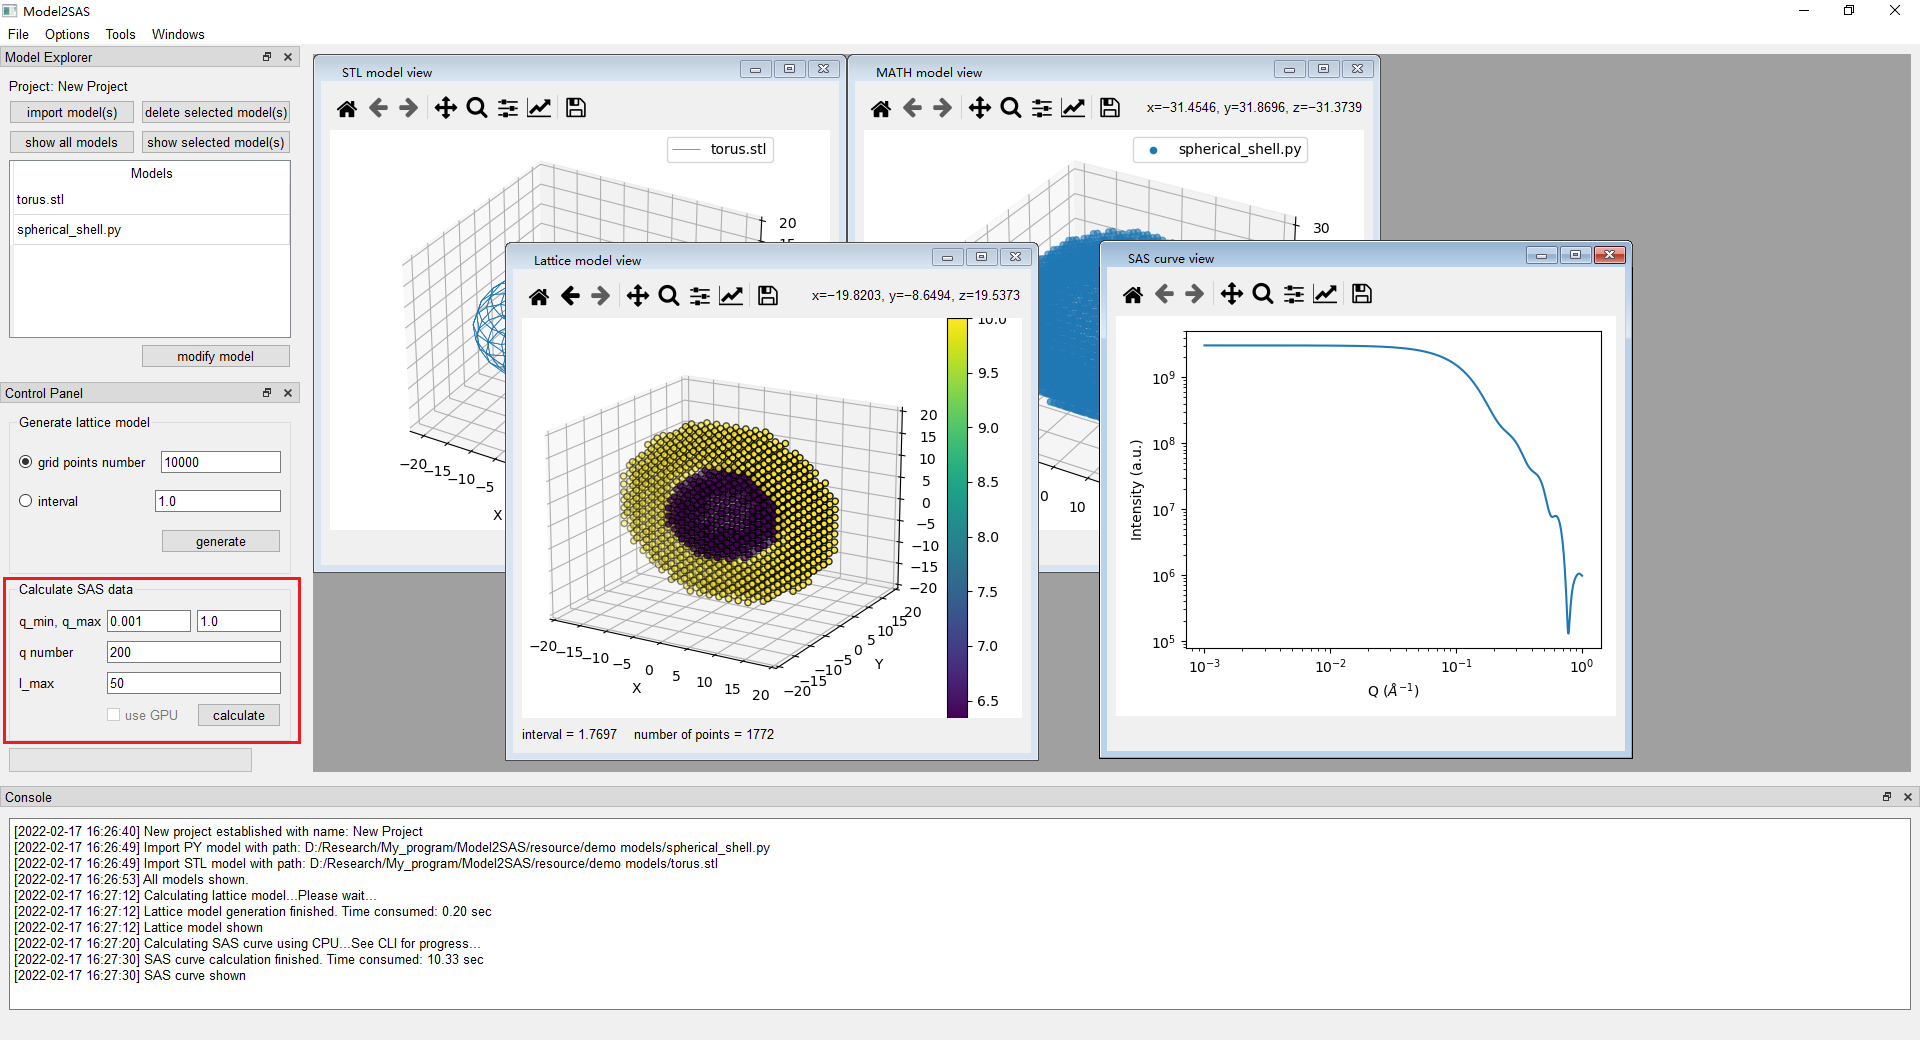 Model2SAS
File Options Tools Windows
Model Explorer
Project: New Project
import model(s) delete selected model(s)
show all models show selected model(s)
Models
torus.stl
spherical_shell.py
modify model
Control Panel
Generate lattice model
grid points number 10000
interval 1.0
generate
Calculate SAS data
q_min, q_max 0.001 1.0
q number 200
l_max 50
use GPU calculate
STL model view
torus.stl
20
15
−20
−15
−10
−5
X
MATH model view
x=−31.4546, y=31.8696, z=−31.3739
spherical_shell.py
30
0
10
Lattice model view
x=−19.8203, y=−8.6494, z=19.5373
10.0
9.5
9.0
8.5
8.0
7.5
7.0
6.5
20
15
10
5
0
−5
−10
−15
−20
−20 −15 −10 −5 0 5 10 15 20
X
−20 −15 −10 −5 0 5 10 15 20
Y
interval = 1.7697 number of points = 1772
SAS curve view
10⁹
10⁸
10⁷
10⁶
10⁵
Intensity (a.u.)
10⁻³ 10⁻² 10⁻¹ 10⁰
Q (Å⁻¹)
Console
[2022-02-17 16:26:40] New project established with name: New Project
[2022-02-17 16:26:49] Import PY model with path: D:/Research/My_program/Model2SAS/resource/demo models/spherical_shell.py
[2022-02-17 16:26:49] Import STL model with path: D:/Research/My_program/Model2SAS/resource/demo models/torus.stl
[2022-02-17 16:26:53] All models shown.
[2022-02-17 16:27:12] Calculating lattice model...Please wait...
[2022-02-17 16:27:12] Lattice model generation finished. Time consumed: 0.20 sec
[2022-02-17 16:27:12] Lattice model shown
[2022-02-17 16:27:20] Calculating SAS curve using CPU...See CLI for progress...
[2022-02-17 16:27:30] SAS curve calculation finished. Time consumed: 10.33 sec
[2022-02-17 16:27:30] SAS curve shown